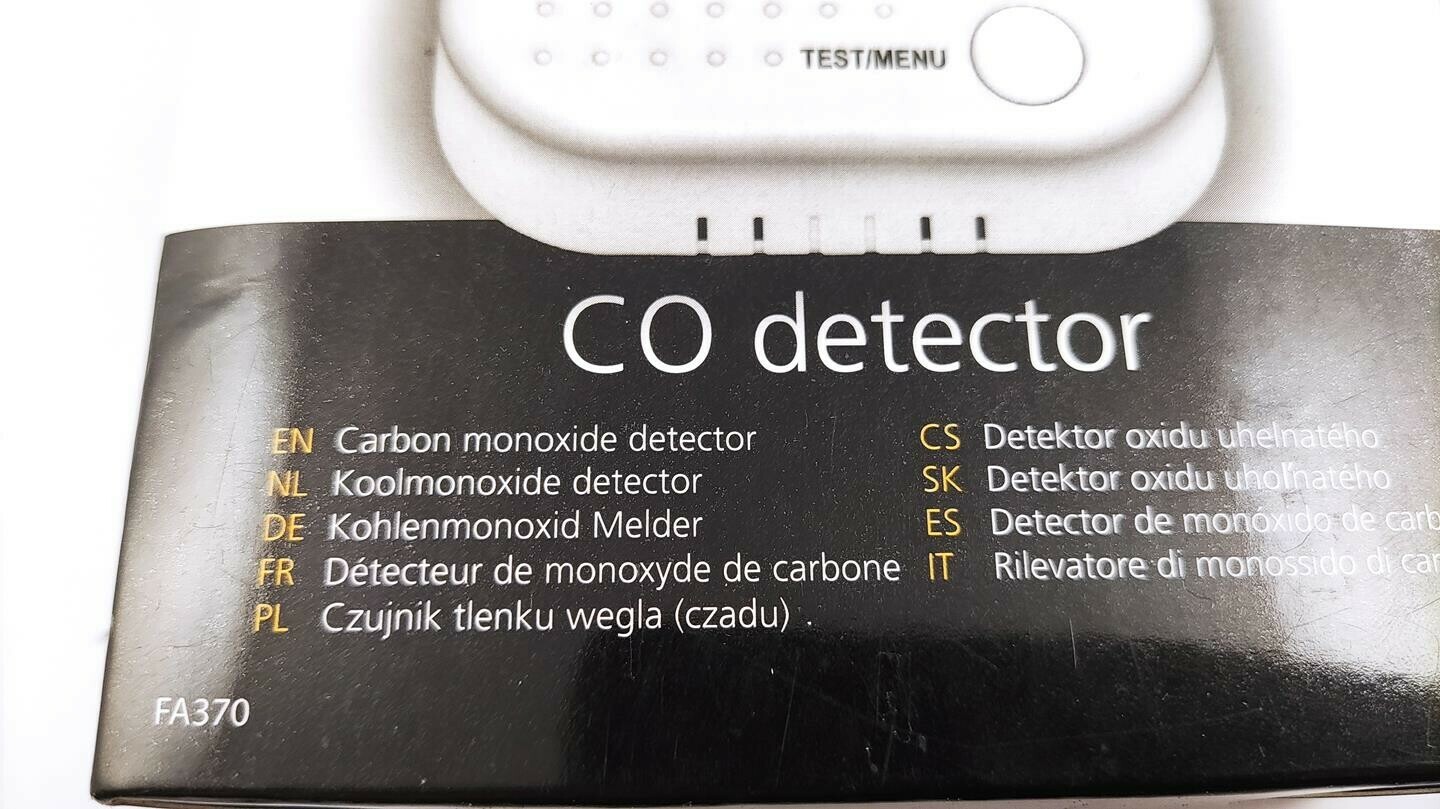 TEST/MENU
CO detector
EN Carbon monoxide detector
NL Koolmonoxide detector
DE Kohlenmonoxid Melder
FR Détecteur de monoxyde de carbone
PL Czujnik tlenku wegla (czadu) .
CS Detektor oxidu uhelnatého
SK Detektor oxidu uhoľnatého
ES Detector de monóxido de
IT Rilevatore di monossido di
FA370